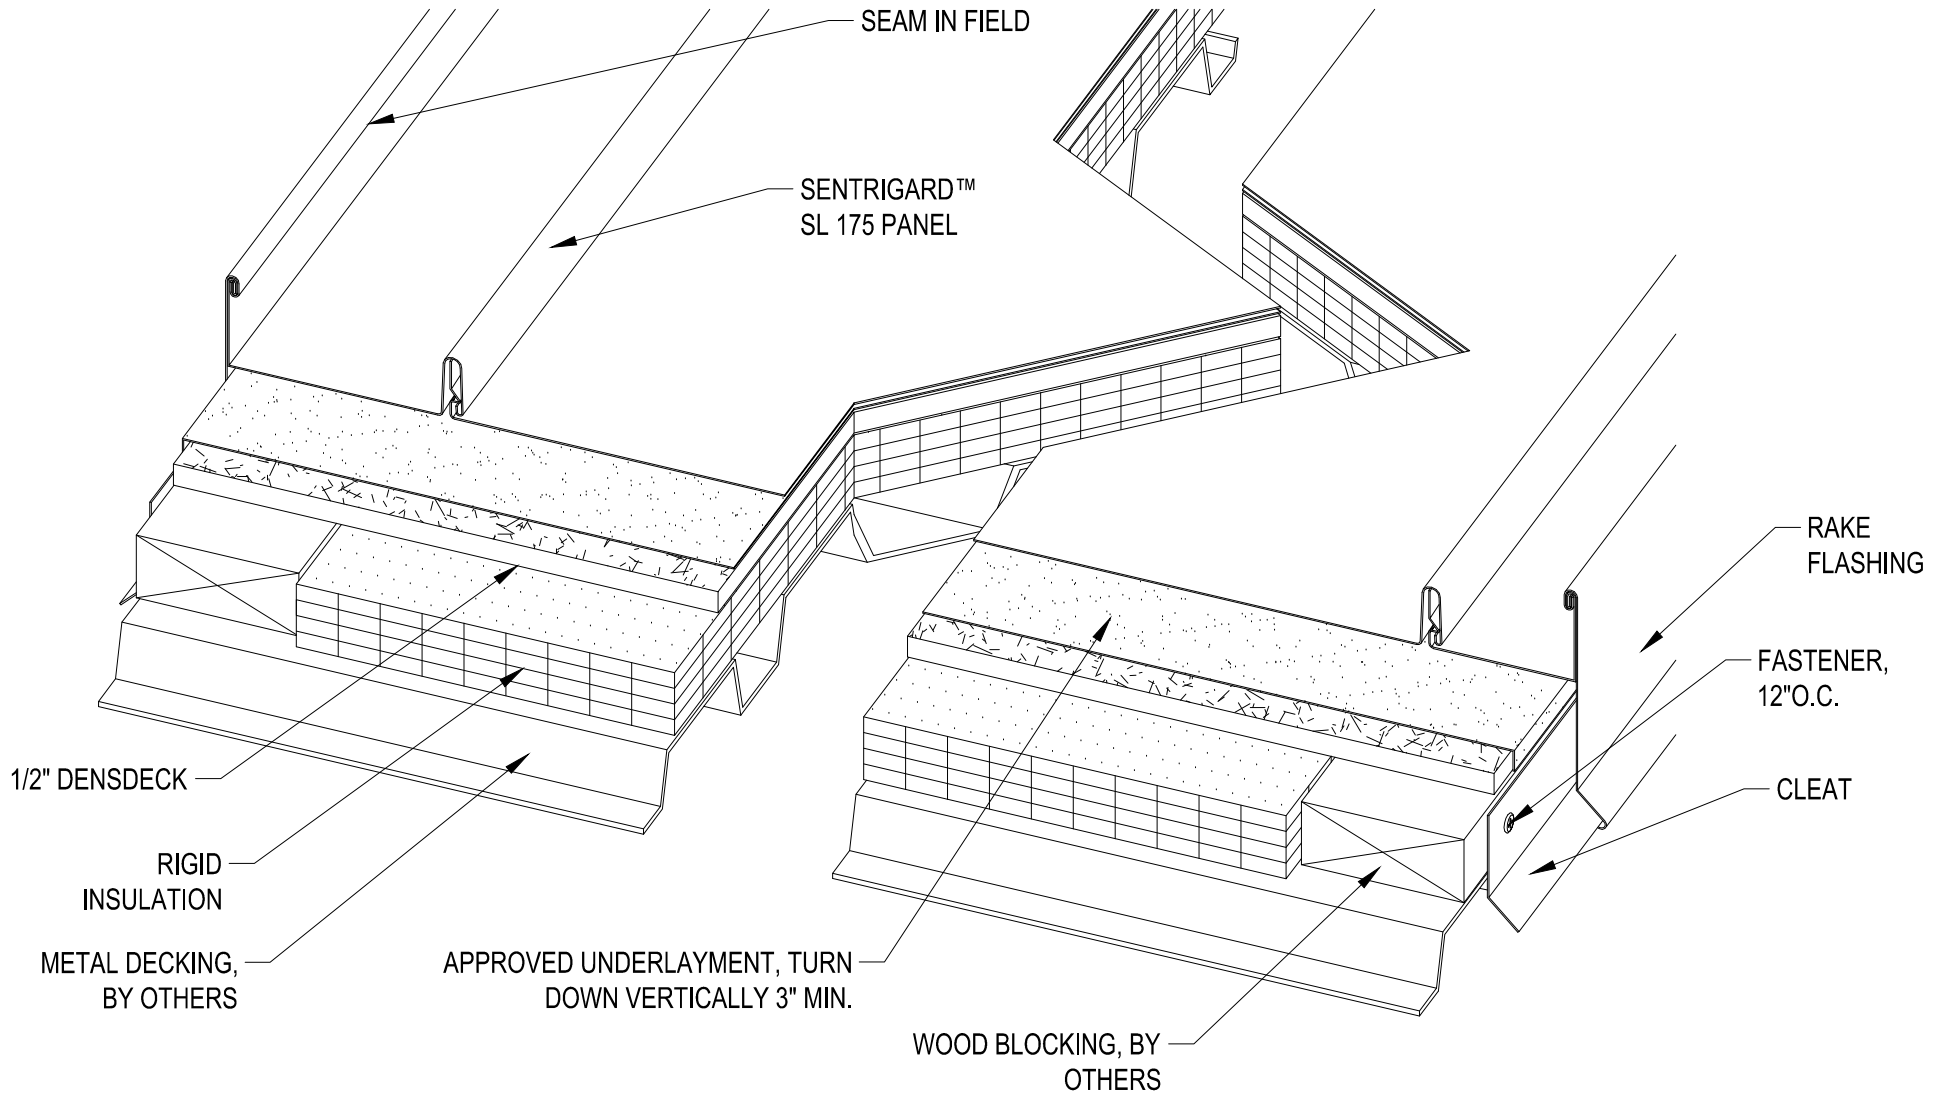 SEAM IN FIELD
SENTRIGARD™
SL 175 PANEL
RAKE
FLASHING
FASTENER,
12"O.C.
CLEAT
1/2" DENSDECK
RIGID
INSULATION
METAL DECKING,
BY OTHERS
APPROVED UNDERLAYMENT, TURN
DOWN VERTICALLY 3" MIN.
WOOD BLOCKING, BY
OTHERS